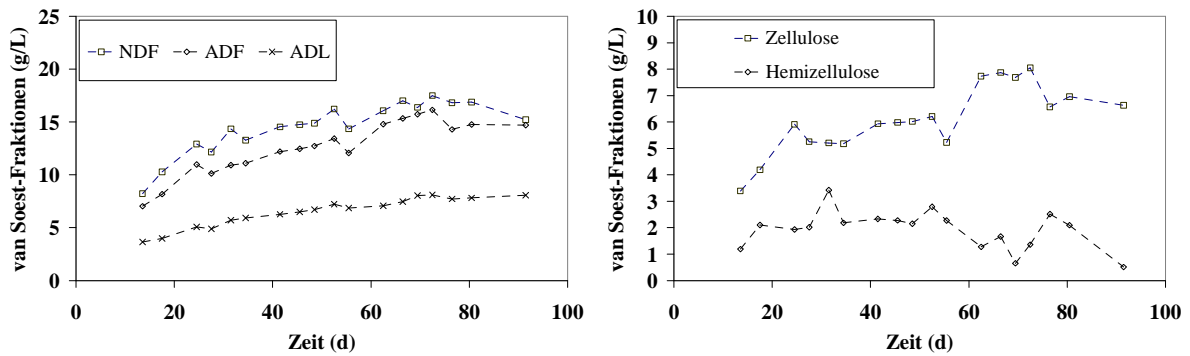 van Soest-Fraktionen (g/L)
25
20
15
10
5
0
NDF ADF ADL
0 20 40 60 80 100
Zeit (d)
van Soest-Fraktionen (g/L)
10
9
8
7
6
5
4
3
2
1
0
Zellulose
Hemizellulose
0 20 40 60 80 100
Zeit (d)